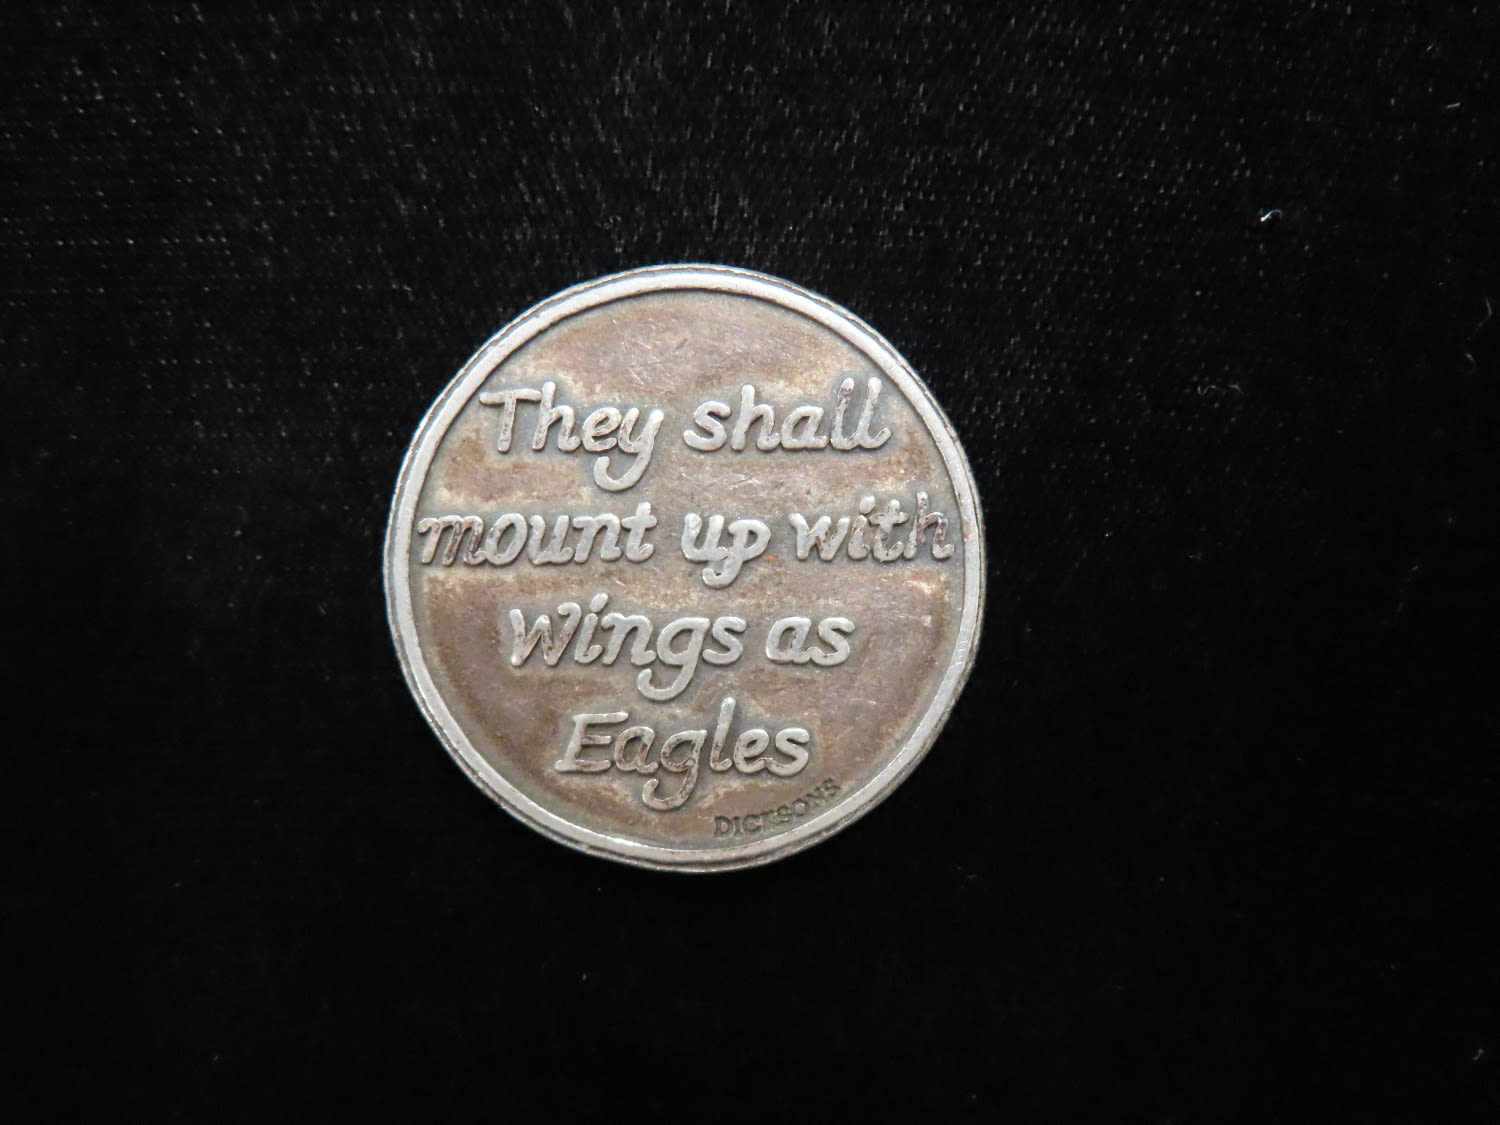 They shall
mount up with
wings as
Eagles
DICKSONS